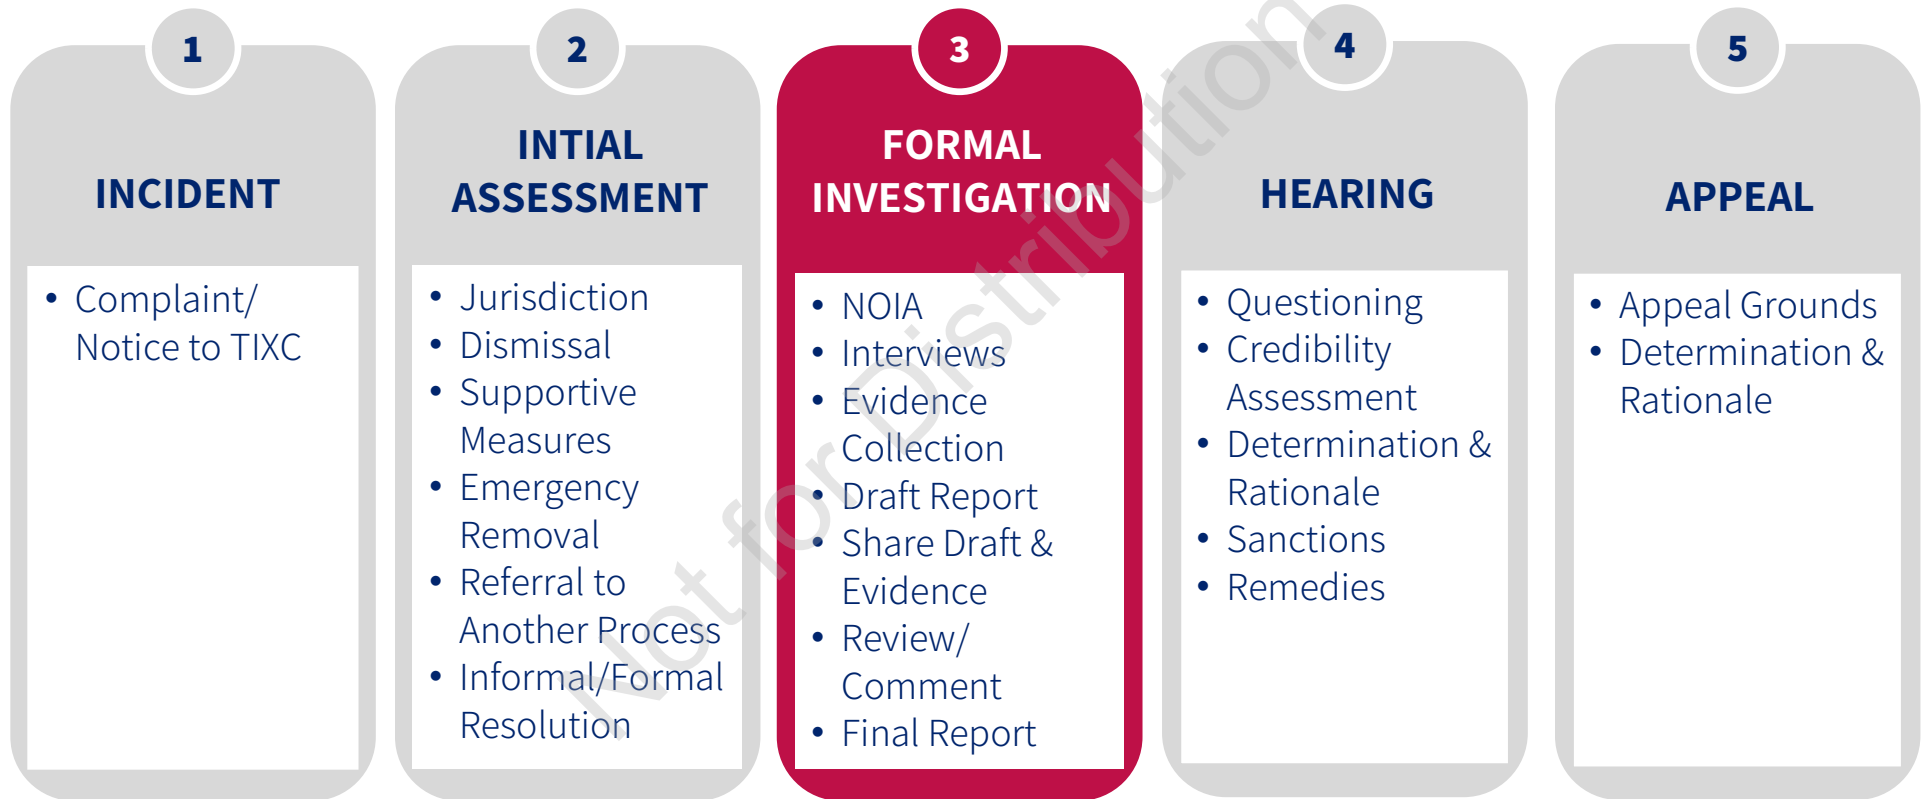 1
INCIDENT
• Complaint/
Notice to TIXC
2
INTIAL
ASSESSMENT
• Jurisdiction
• Dismissal
• Supportive
Measures
• Emergency
Removal
• Referral to
Another Process
• Informal/Formal
Resolution
3
FORMAL
INVESTIGATION
• NOIA
• Interviews
• Evidence
Collection
• Draft Report
• Share Draft &
Evidence
• Review/
Comment
• Final Report
4
HEARING
• Questioning
• Credibility
Assessment
• Determination &
Rationale
• Sanctions
• Remedies
5
APPEAL
• Appeal Grounds
• Determination &
Rationale
Not for Distribution